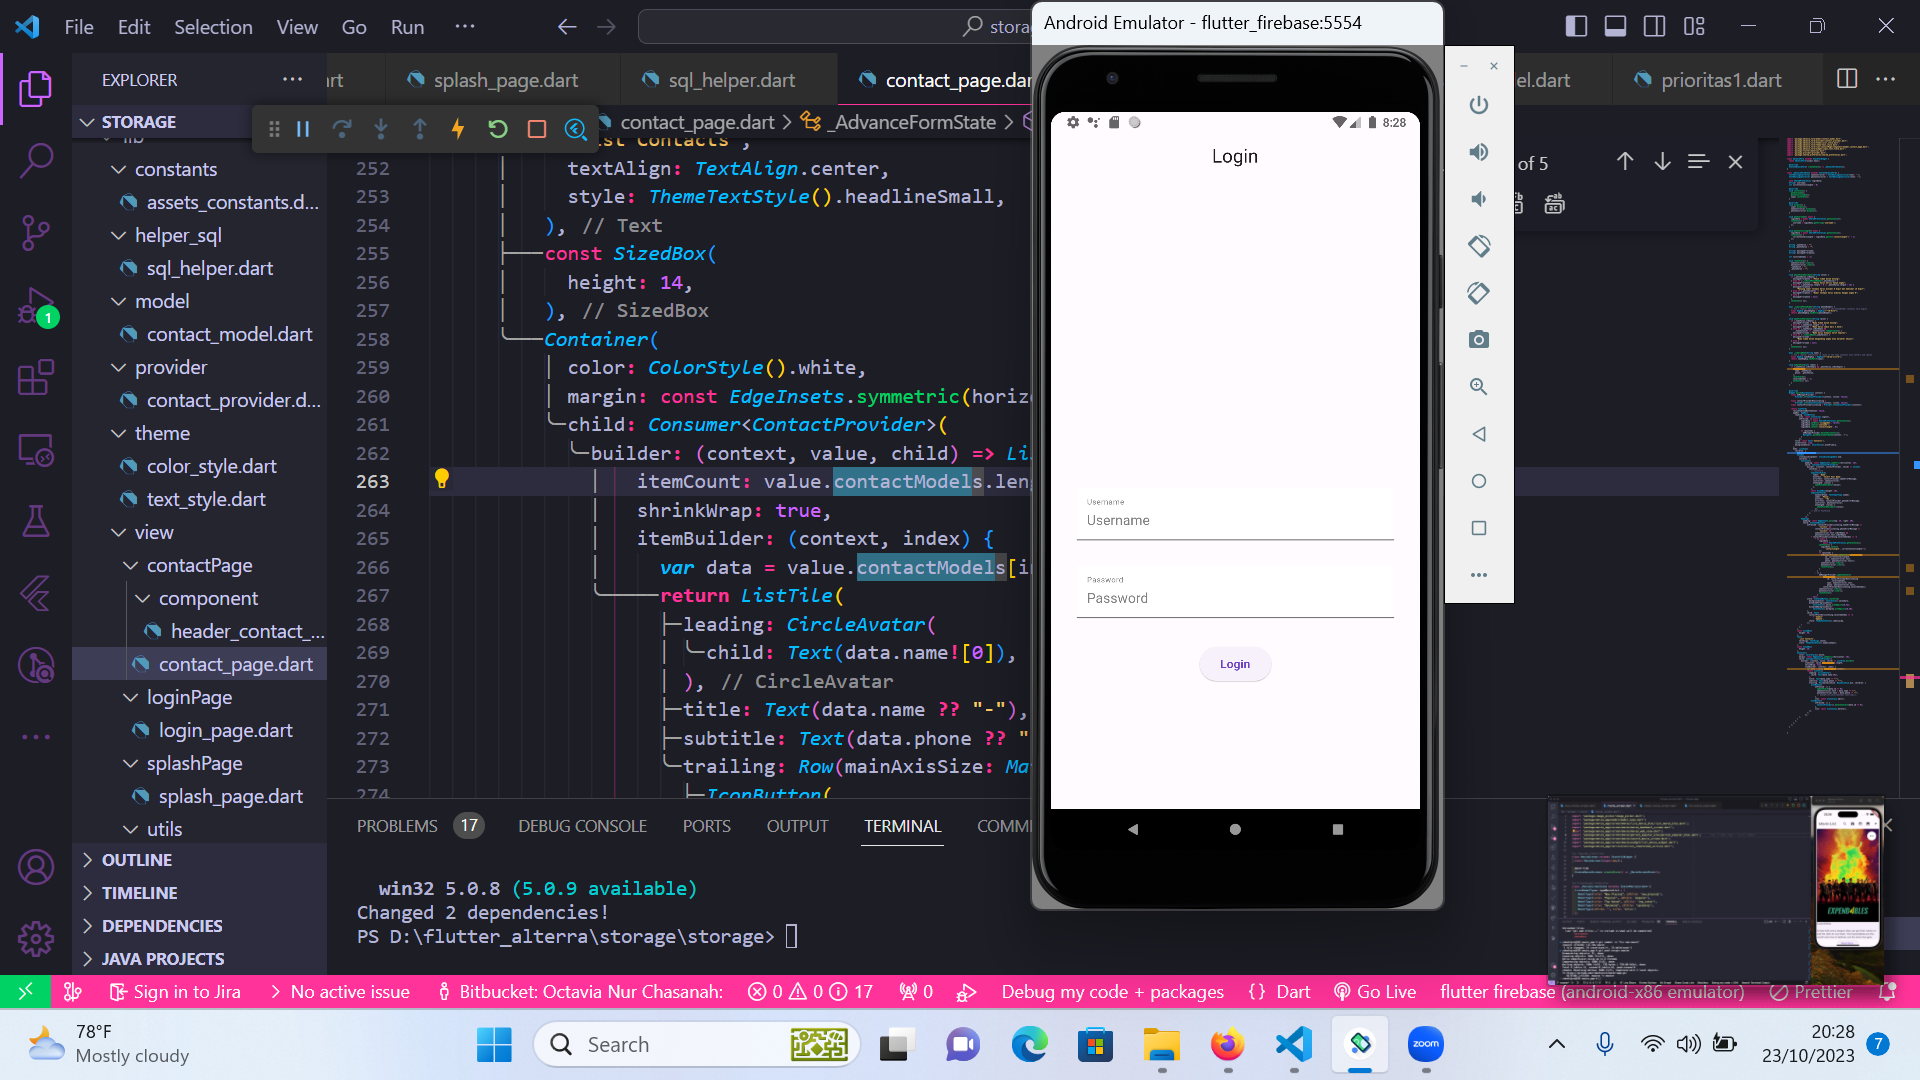 File Edit Selection View Go Run ···
EXPLORER
STORAGE
constants
assets_constants.d...
helper_sql
sql_helper.dart
model
contact_model.dart
provider
contact_provider.d...
theme
color_style.dart
text_style.dart
view
contactPage
component
header_contact_...
contact_page.dart
loginPage
login_page.dart
splashPage
splash_page.dart
utils
OUTLINE
TIMELINE
DEPENDENCIES
JAVA PROJECTS
splash_page.dart sql_helper.dart contact_page.dar el.dart prioritas1.dart
contact_page.dart > _AdvanceFormState >
of 5
252 textAlign: TextAlign.center,
253 style: ThemeTextStyle().headlineSmall,
254 ), // Text
255 const SizedBox(
256 height: 14,
257 ), // SizedBox
258 Container(
259 color: ColorStyle().white,
260 margin: const EdgeInsets.symmetric(horiz
261 child: Consumer<ContactProvider>(
262 builder: (context, value, child) => Li
263 itemCount: value.contactModels.leng
264 shrinkWrap: true,
265 itemBuilder: (context, index) {
266 var data = value.contactModels[i
267 return ListTile(
268 leading: CircleAvatar(
269 child: Text(data.name![0]),
270 ), // CircleAvatar
271 title: Text(data.name ?? "-"),
272 subtitle: Text(data.phone ?? "
273 trailing: Row(mainAxisSize: Ma
274 IconButton(
PROBLEMS 17 DEBUG CONSOLE PORTS OUTPUT TERMINAL COMM
win32 5.0.8 (5.0.9 available)
Changed 2 dependencies!
PS D:\flutter_alterra\storage\storage>
Android Emulator - flutter_firebase:5554
8:28
Login
Username
Username
Password
Password
Login
Sign in to Jira No active issue Bitbucket: Octavia Nur Chasanah: 0 0 17 0 Debug my code + packages {} Dart Go Live flutter firebase (android-x86 emulator) Prettier
78°F
Mostly cloudy
Search
zoom
20:28
23/10/2023
7